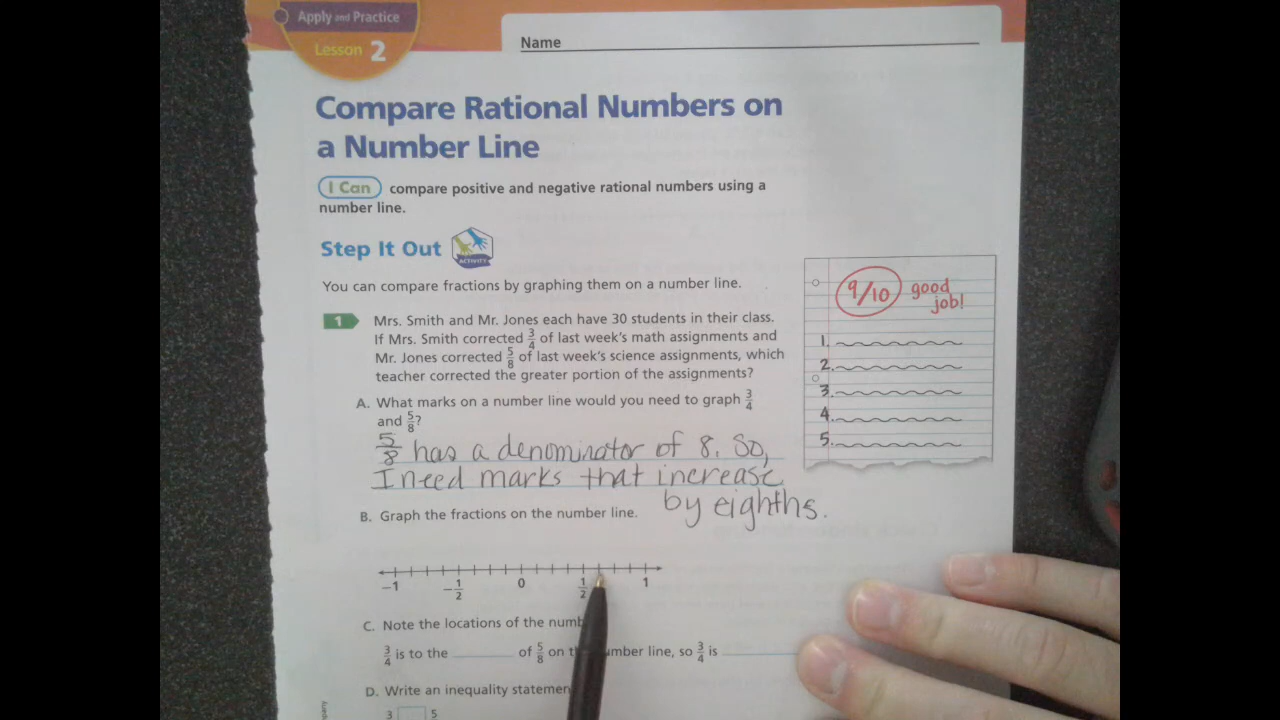 Apply and Practice
Lesson 2
Name
Compare Rational Numbers on
a Number Line
I Can compare positive and negative rational numbers using a
number line.
Step It Out
ACTIVITY
You can compare fractions by graphing them on a number line.
1 Mrs. Smith and Mr. Jones each have 30 students in their class.
If Mrs. Smith corrected 3/4 of last week's math assignments and
Mr. Jones corrected 5/8 of last week's science assignments, which
teacher corrected the greater portion of the assignments?
9/10 good
job!
1.
2.
3.
4.
5.
A. What marks on a number line would you need to graph 3/4
and 5/8?
5/8 has a denominator of 8. So,
I need marks that increase
by eighths.
B. Graph the fractions on the number line.
−1 −1/2 0 1/2 1
C. Note the locations of the
3/4 is to the of 5/8 on number line, so 3/4 is
D. Write an inequality
3 5